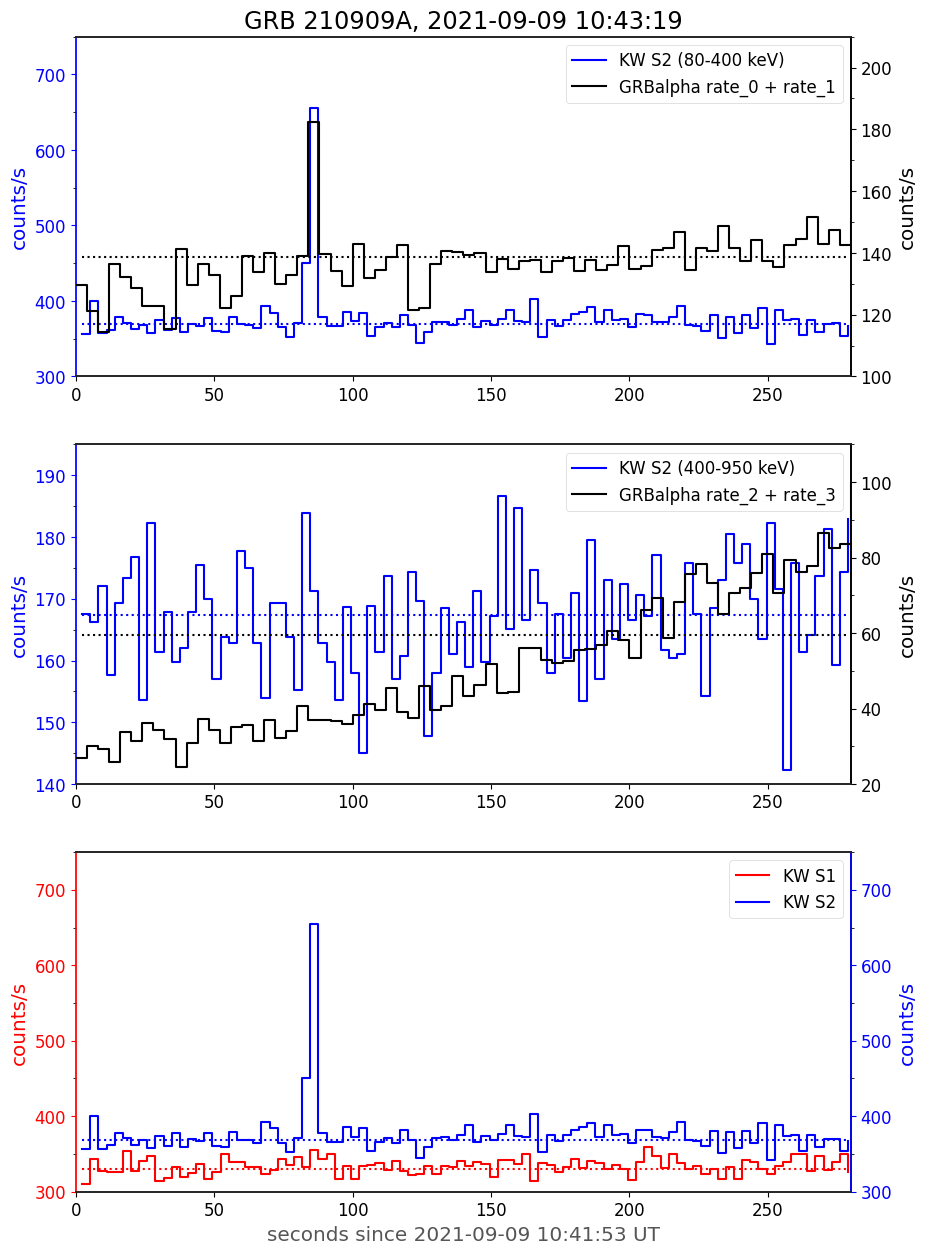 GRB 210909A, 2021-09-09 10:43:19
KW S2 (80-400 keV)
GRBalpha rate_0 + rate_1
counts/s
counts/s
700
600
500
400
300
200
180
160
140
120
100
0 50 100 150 200 250
KW S2 (400-950 keV)
GRBalpha rate_2 + rate_3
counts/s
counts/s
190
180
170
160
150
140
100
80
60
40
20
0 50 100 150 200 250
KW S1
KW S2
counts/s
counts/s
700
600
500
400
300
700
600
500
400
300
0 50 100 150 200 250
seconds since 2021-09-09 10:41:53 UT